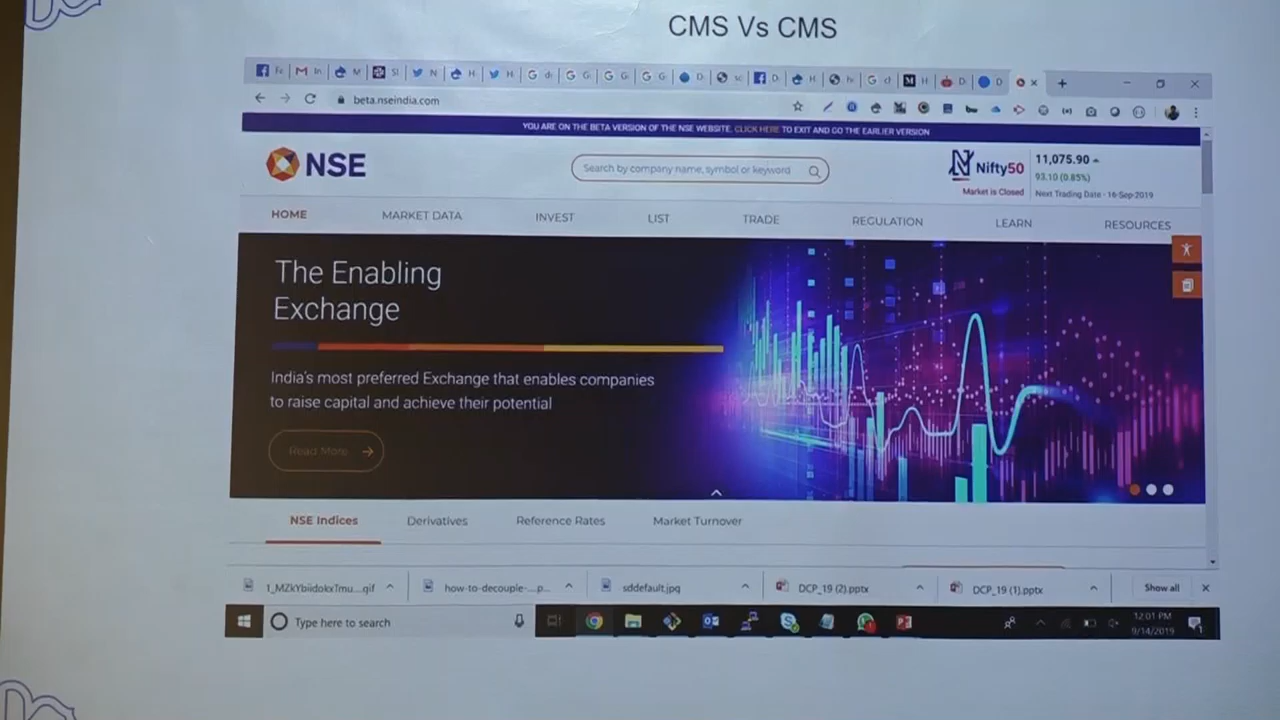 CMS Vs CMS
beta.nseindia.com
YOU ARE ON THE BETA VERSION OF THE NSE WEBSITE. CLICK HERE TO EXIT AND GO THE EARLIER VERSION
NSE
Search by company name, symbol or keyword
Nifty50
Market is Closed
11,075.90
93.10 (0.85%)
Next Trading Date - 16-Sep-2019
HOME MARKET DATA INVEST LIST TRADE REGULATION LEARN RESOURCES
The Enabling
Exchange
India's most preferred Exchange that enables companies
to raise capital and achieve their potential
Read More
NSE Indices Derivatives Reference Rates Market Turnover
how-to-decouple-...p... sddefault.jpg DCP_19 (2).pptx DCP_19 (1).pptx Show all
Type here to search
12:01 PM
9/14/2019